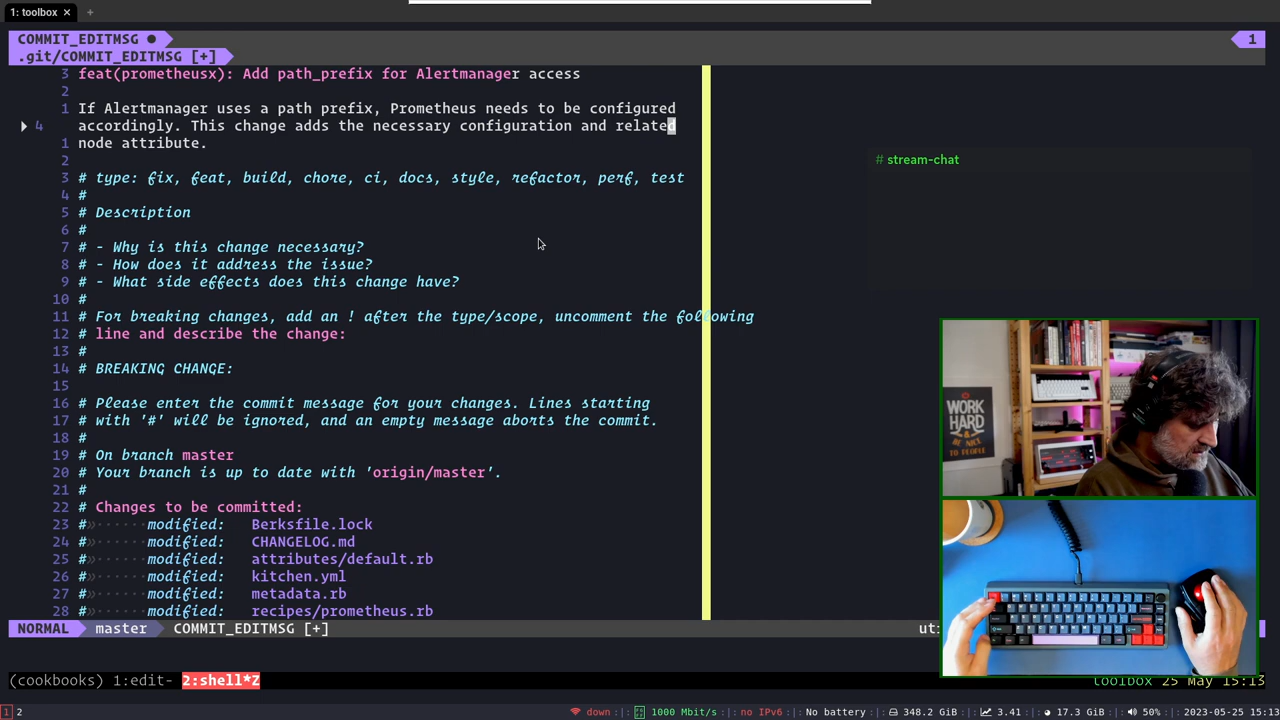 1: toolbox × +
COMMIT_EDITMSG ●
1
.git/COMMIT_EDITMSG [+]
3 feat(prometheusx): Add path_prefix for Alertmanager access
2
1 If Alertmanager uses a path prefix, Prometheus needs to be configured
4 accordingly. This change adds the necessary configuration and related
1 node attribute.
2
3 # type: fix, feat, build, chore, ci, docs, style, refactor, perf, test
4 #
5 # Description
6 #
7 # - Why is this change necessary?
8 # - How does it address the issue?
9 # - What side effects does this change have?
10 #
11 # For breaking changes, add an ! after the type/scope, uncomment the following
12 # line and describe the change:
13 #
14 # BREAKING CHANGE:
15
16 # Please enter the commit message for your changes. Lines starting
17 # with '#' will be ignored, and an empty message aborts the commit.
18 #
19 # On branch master
20 # Your branch is up to date with 'origin/master'.
21 #
22 # Changes to be committed:
23 #»······modified:   Berksfile.lock
24 #»······modified:   CHANGELOG.md
25 #»······modified:   attributes/default.rb
26 #»······modified:   kitchen.yml
27 #»······modified:   metadata.rb
28 #»······modified:   recipes/prometheus.rb
# stream-chat
WORK
HARD
& BE NICE
TO PEOPLE
NORMAL master COMMIT_EDITMSG [+]
(cookbooks) 1:edit- 2:shell*Z
toolbox 25 May 15:13
1 2
down :|: 1000 Mbit/s :|: no IPv6 :|: No battery :|: 348.2 GiB :|: 3.41 :|: 17.3 GiB :|: 50% :|: 2023-05-25 15:13